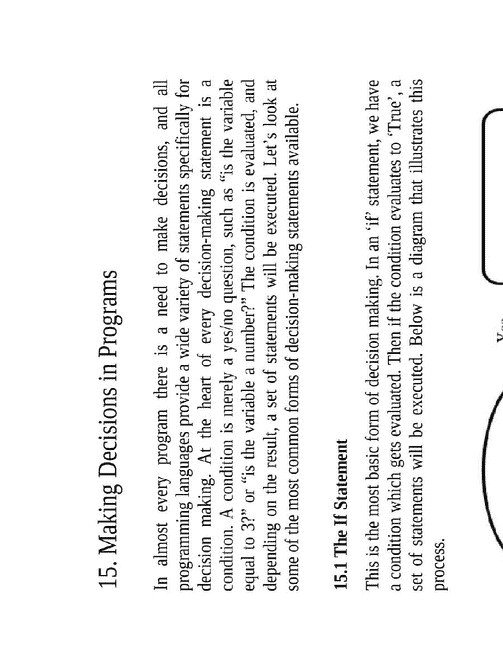 15. Making Decisions in Programs
In almost every program there is a need to make decisions, and all
programming languages provide a wide variety of statements specifically for
decision making. At the heart of every decision-making statement is a
condition. A condition is merely a yes/no question, such as “is the variable
equal to 3?” or “is the variable a number?” The condition is evaluated, and
depending on the result, a set of statements will be executed. Let’s look at
some of the most common forms of decision-making statements available.
15.1 The If Statement
This is the most basic form of decision making. In an ‘if’ statement, we have
a condition which gets evaluated. Then if the condition evaluates to ‘True’, a
set of statements will be executed. Below is a diagram that illustrates this
process.